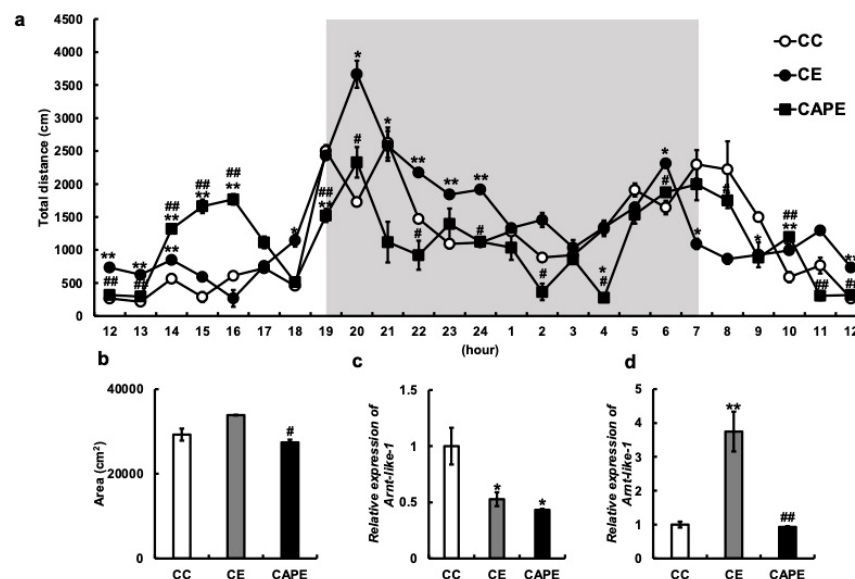 a
4500
4000
3500
3000
2500
2000
1500
1000
500
0
Total distance (cm)
CC
CE
CAPE
** ## ** ## ## ** ** ## ** ## ** * ## ** * # * ** # ** ** # # * # * # * # * ## ** ## ** ##
12 13 14 15 16 17 18 19 20 21 22 23 24 1 2 3 4 5 6 7 8 9 10 11 12
(hour)
b
40000
20000
0
Area (cm²)
#
CC CE CAPE
c
1.5
1
0.5
0
Relative expression of
Arnt-like-1
* *
CC CE CAPE
d
5
4
3
2
1
0
Relative expression of
Arnt-like-1
** ##
CC CE CAPE